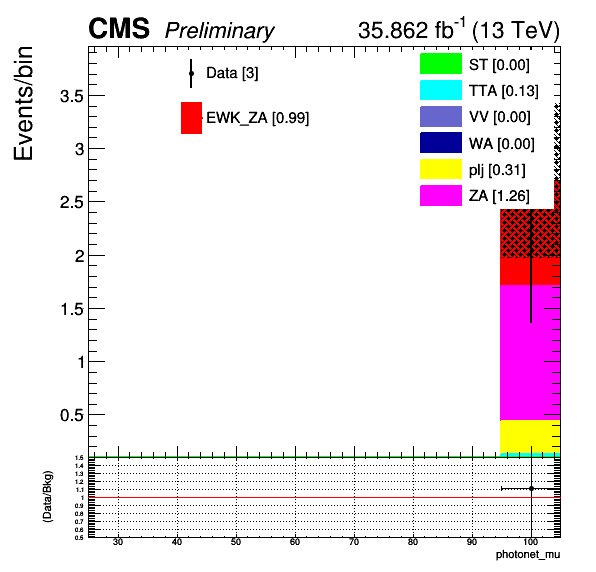 CMS Preliminary 35.862 fb-1 (13 TeV)
Events/bin
Data [3]
EWK_ZA [0.99]
ST [0.00]
TTA [0.13]
VV [0.00]
WA [0.00]
plj [0.31]
ZA [1.26]
3.5
3
2.5
2
1.5
1
0.5
(Data/Bkg)
1.5
1.4
1.3
1.2
1.1
1
0.9
0.8
0.7
0.6
0.5
30 40 50 60 70 80 90 100
photonet_mu